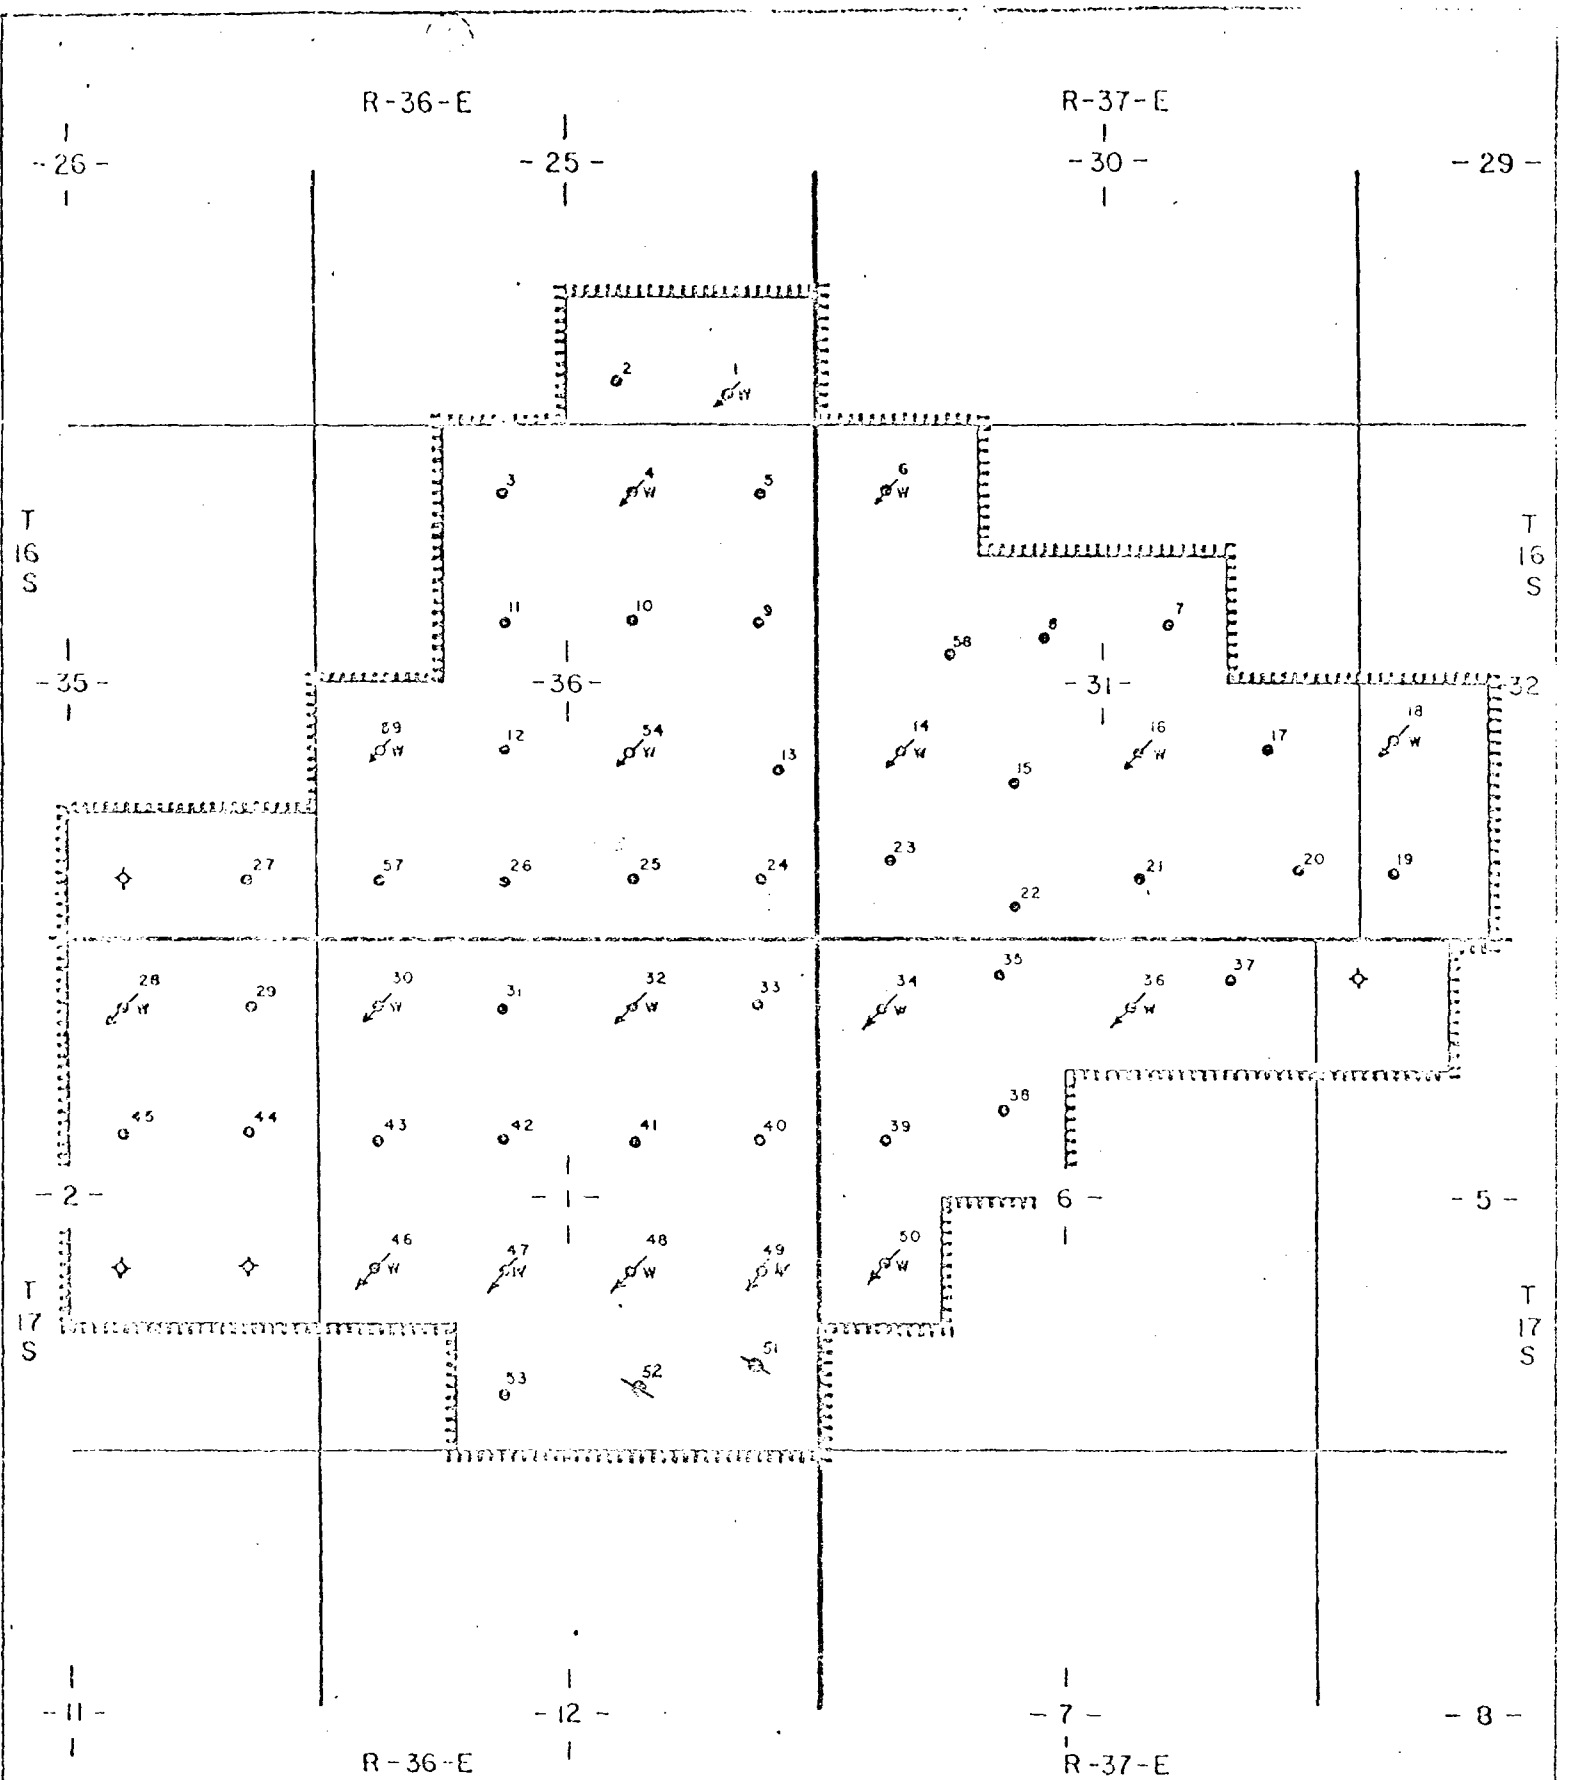 R-36-E R-37-E
-26- -25- -30- -29-
2 1
W
3 4 5 6
W W
T T
16 16
S S
11 10 9 8 7
58
-35- -36- -31- 32
89 12 54 13 14 15 16 17 18
W W W W W
27 57 26 25 24 23 22 21 20 19
28 29 30 31 32 33 34 35 36 37
W W W W W
45 44 43 42 41 40 39 38
-2- -1- 6- -5-
46 47 48 49 50
W W W W W
T T
17 17
S S
53 52 51
-11- -12- -7- -8-
R-36-E R-37-E